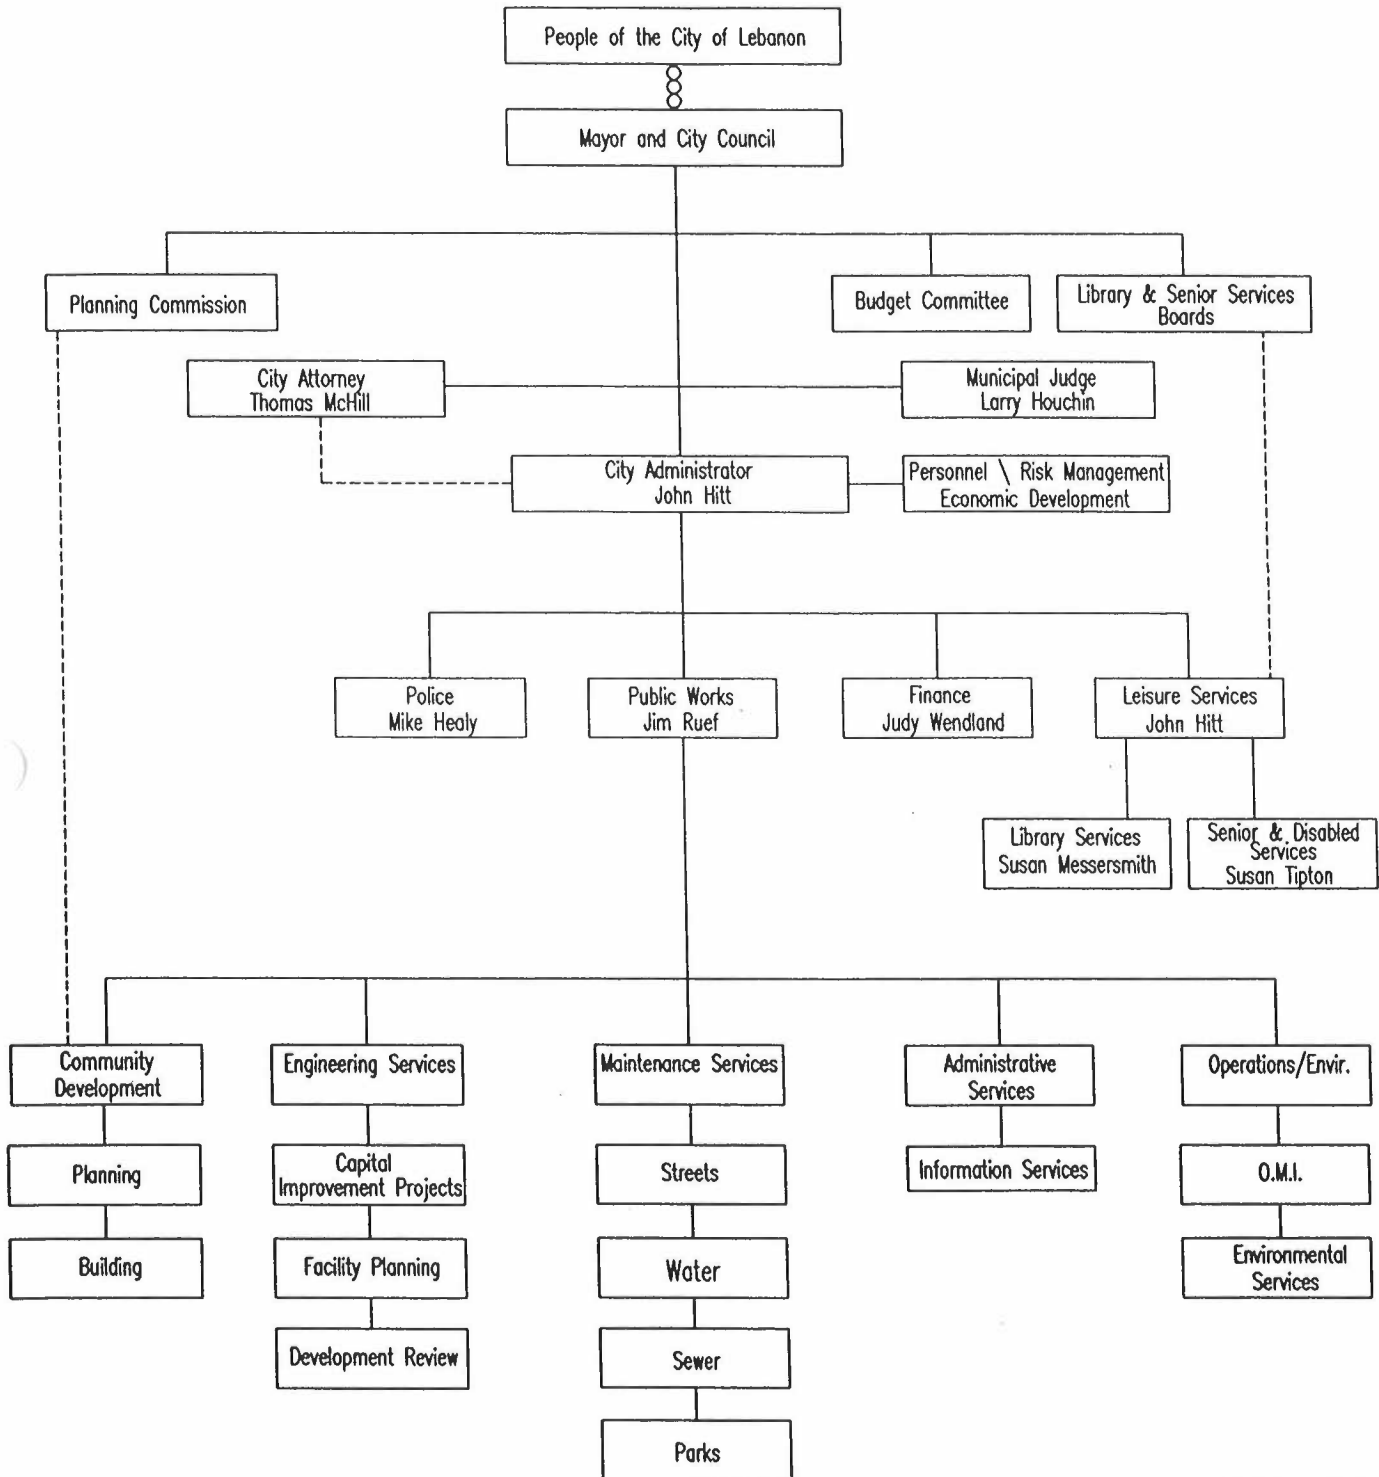 People of the City of Lebanon
Mayor and City Council
Planning Commission
Budget Committee
Library & Senior Services
Boards
City Attorney
Thomas McHill
Municipal Judge
Larry Houchin
City Administrator
John Hitt
Personnel \ Risk Management
Economic Development
Police
Mike Healy
Public Works
Jim Ruef
Finance
Judy Wendland
Leisure Services
John Hitt
Library Services
Susan Messersmith
Senior & Disabled
Services
Susan Tipton
Community
Development
Engineering Services
Maintenance Services
Administrative
Services
Operations/Envir.
Planning
Capital
Improvement Projects
Streets
Information Services
O.M.I.
Building
Facility Planning
Water
Environmental
Services
Development Review
Sewer
Parks